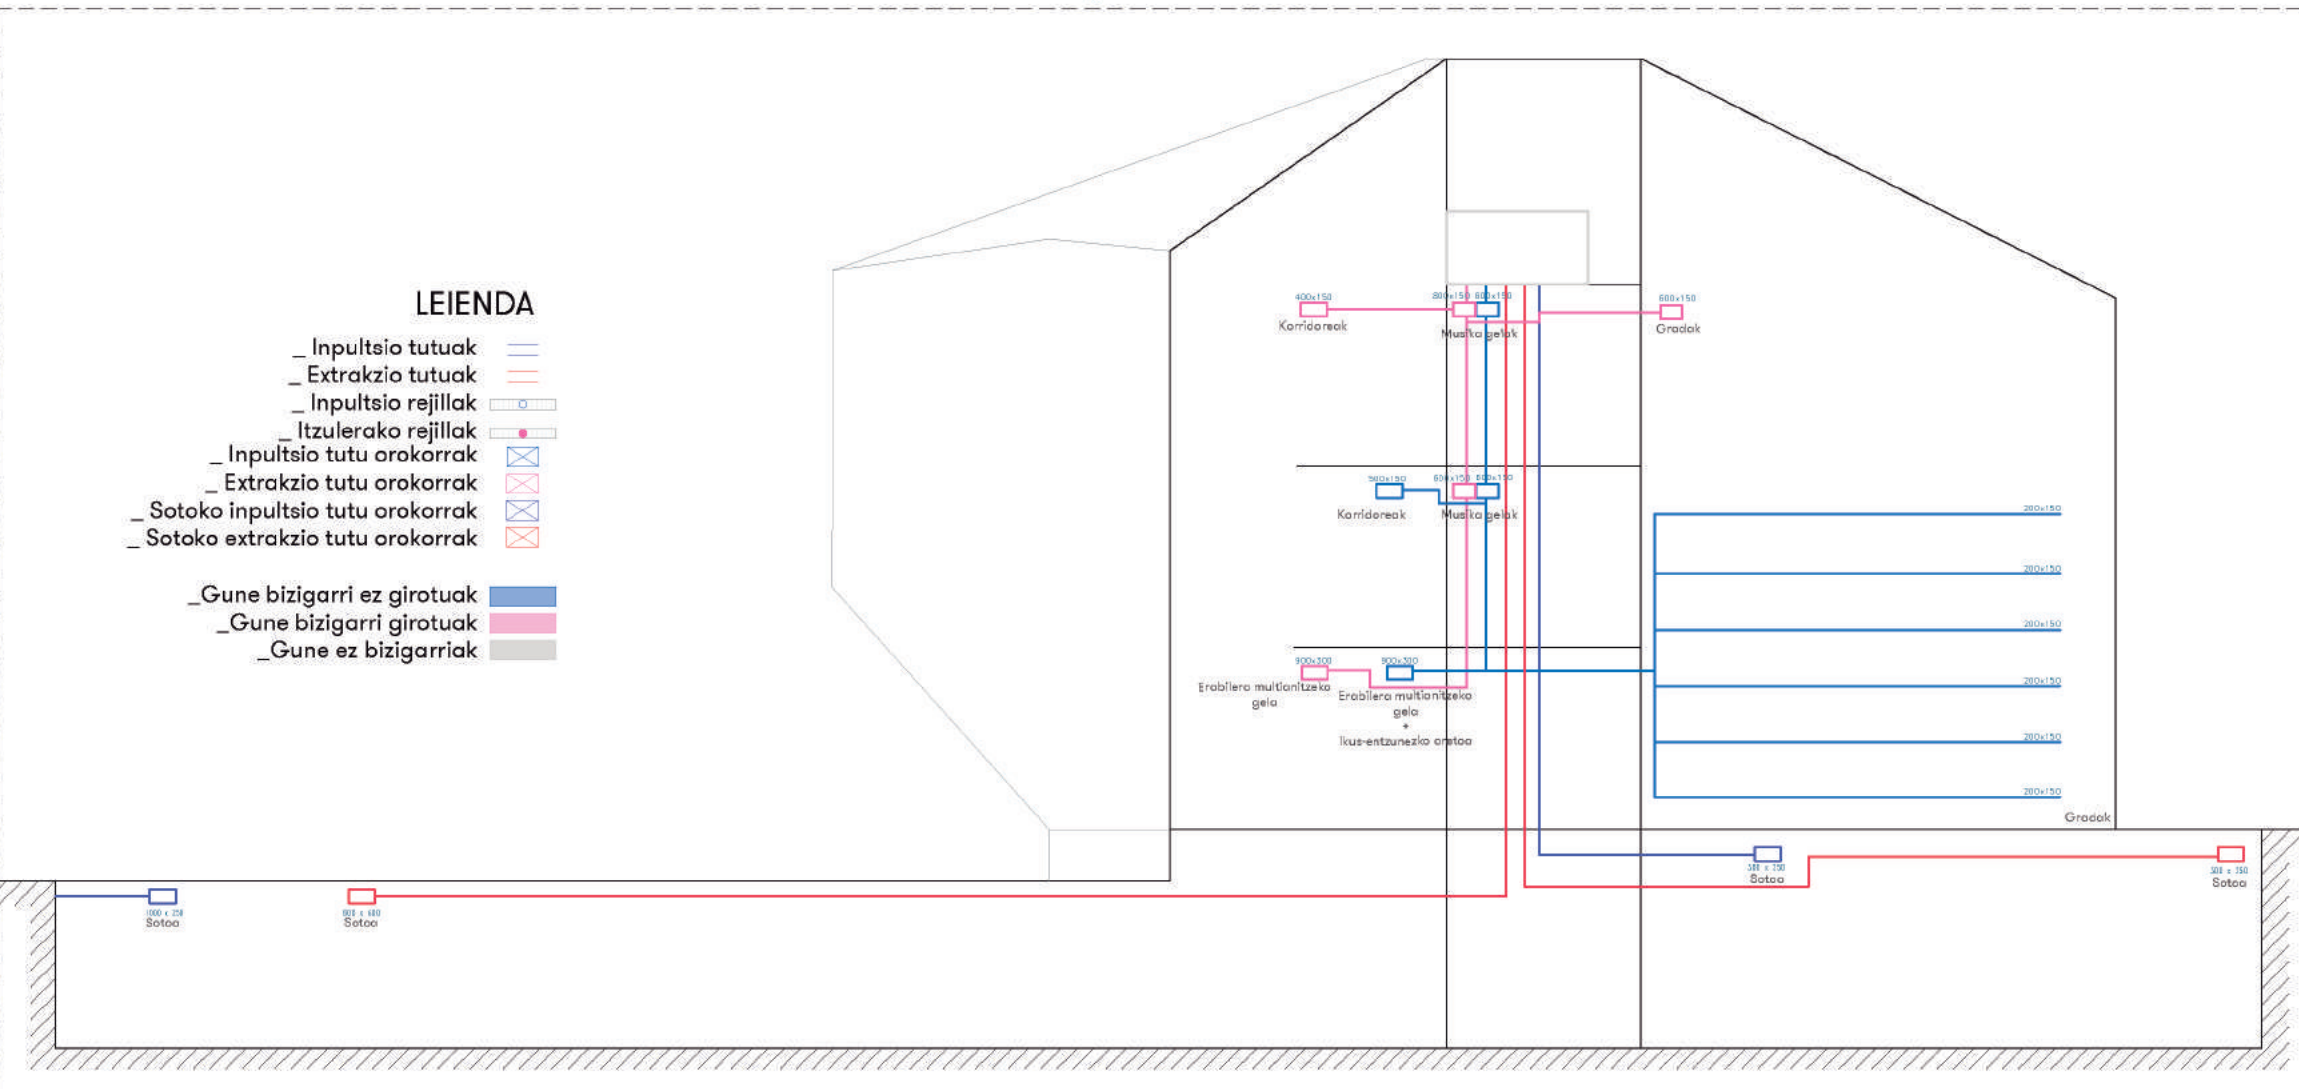 LEIENDA
_ Inpultsio tutuak
_ Extrakzio tutuak
_ Inpultsio rejillak
_ Itzulerako rejillak
_ Inpultsio tutu orokorrak
_ Extrakzio tutu orokorrak
_ Sotoko inpultsio tutu orokorrak
_ Sotoko extrakzio tutu orokorrak
_Gune bizigarri ez girotuak
_Gune bizigarri girotuak
_Gune ez bizigarriak
400x150
Korridoreak
800x150 600x150
Musika gelak
600x150
Gradak
500x150
Korridoreak
600x150 600x150
Musika gelak
900x300
Erabilera multianitzeko
gela
900x300
Erabilera multianitzeko
gela
+
Ikus-entzunezko aretoa
200x150
200x150
200x150
200x150
200x150
200x150
Gradak
1000 x 250
Sotoa
Sotoa
Sotoa
Sotoa